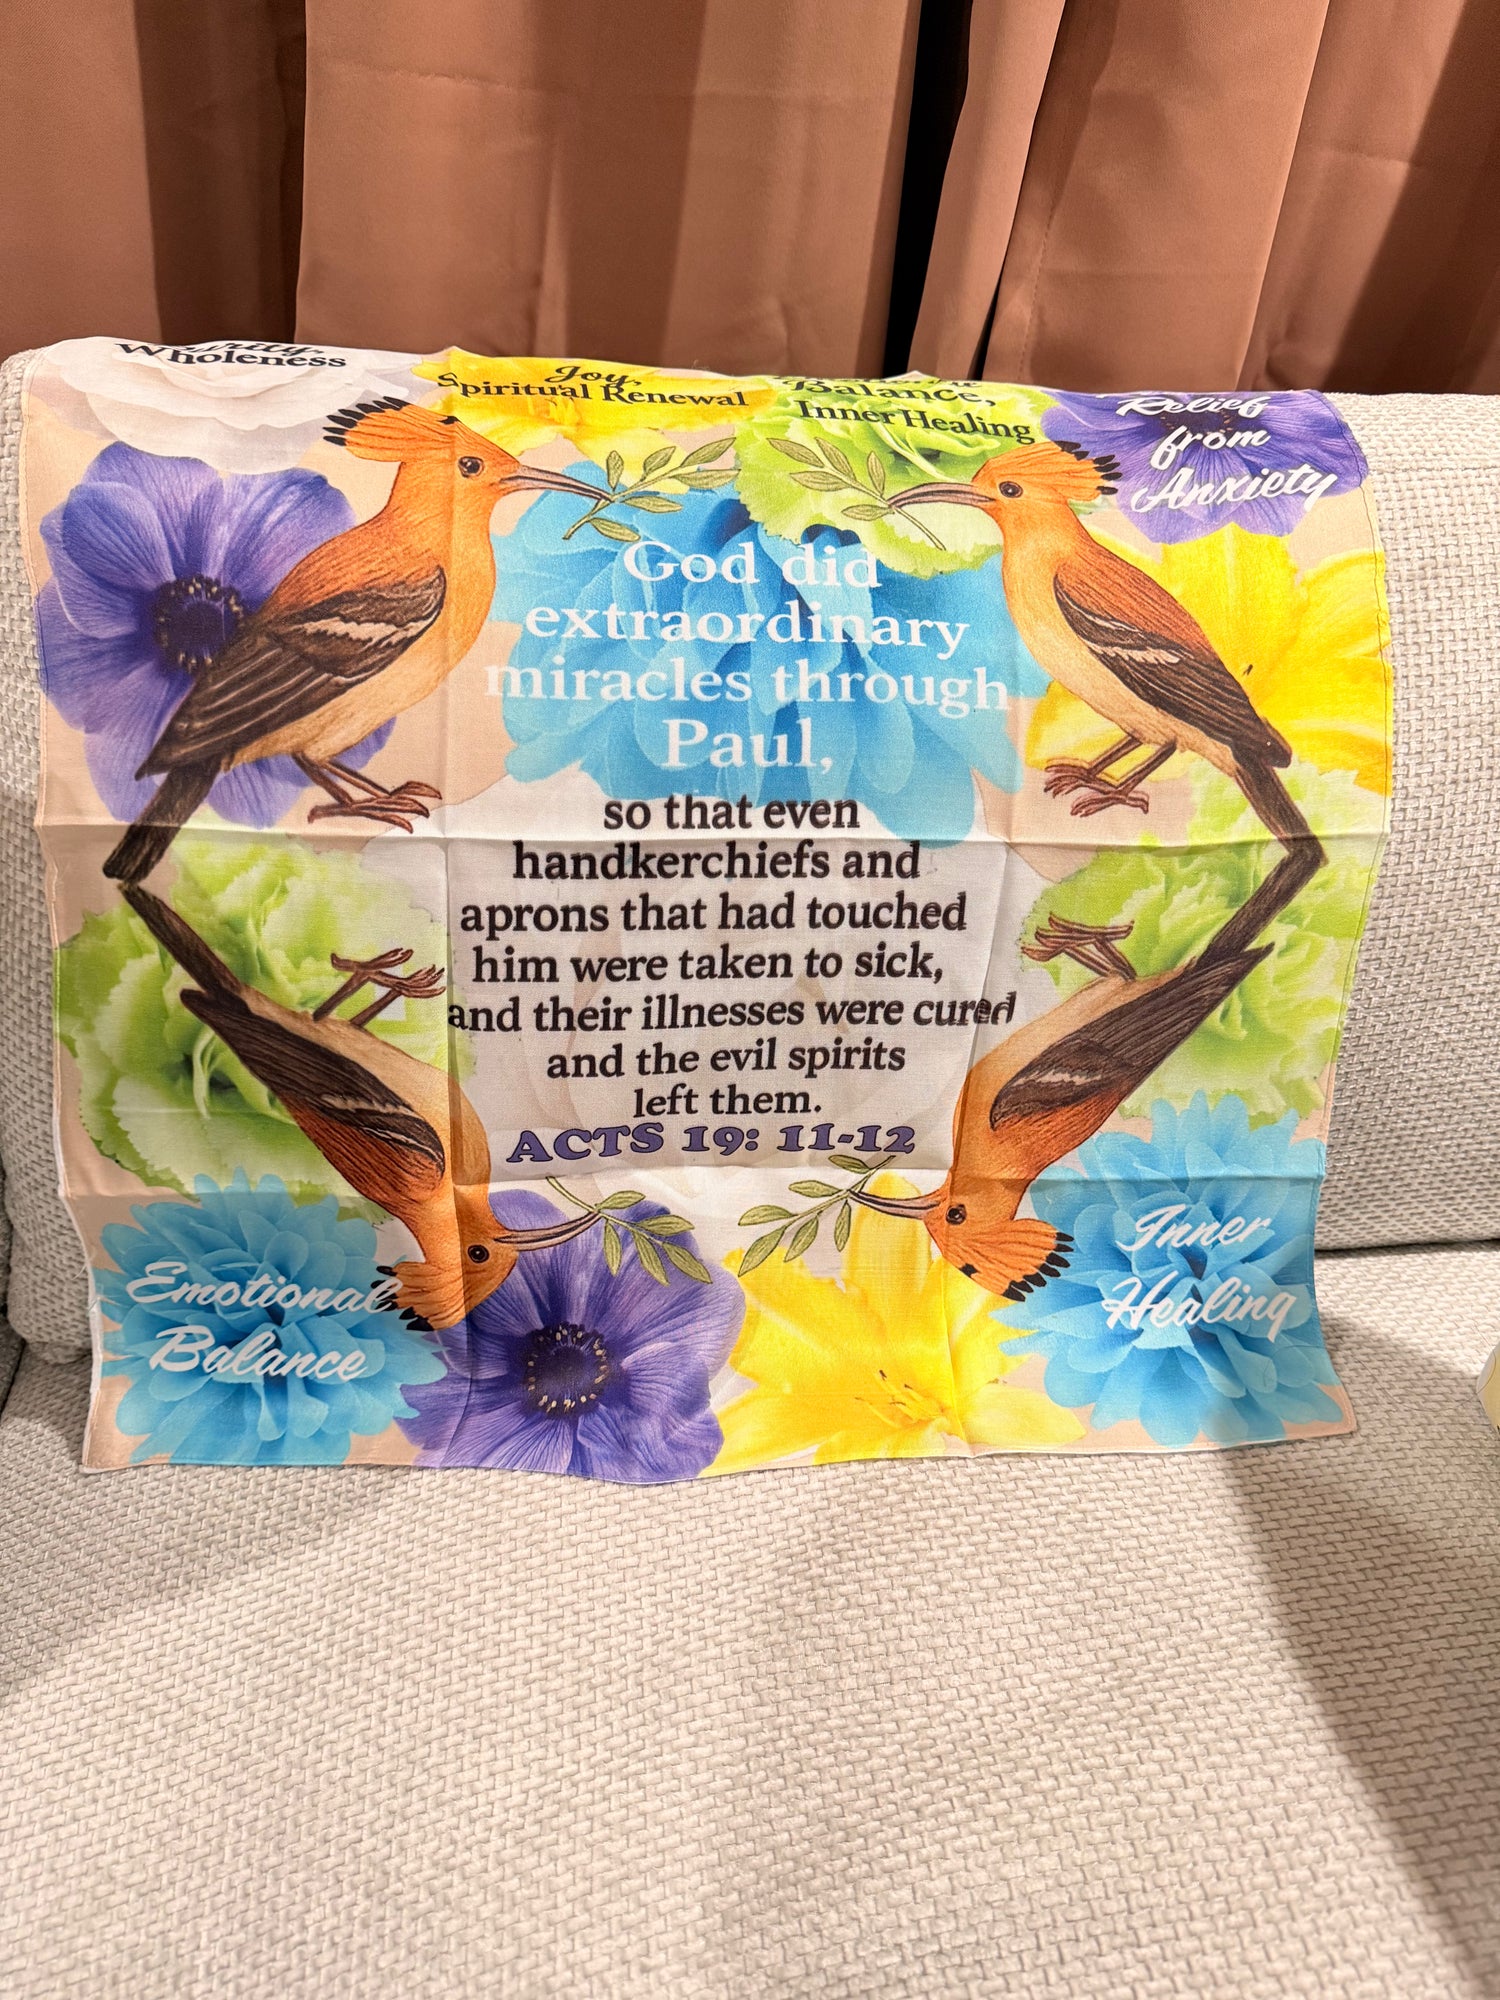 Wholeness
Joy,
Spiritual Renewal
Balance,
Inner Healing
Relief
from
Anxiety
God did
extraordinary
miracles through
Paul,
so that even
handkerchiefs and
aprons that had touched
him were taken to sick,
and their illnesses were cured
and the evil spirits
left them.
ACTS 19: 11-12
Emotional
Balance
Inner
Healing